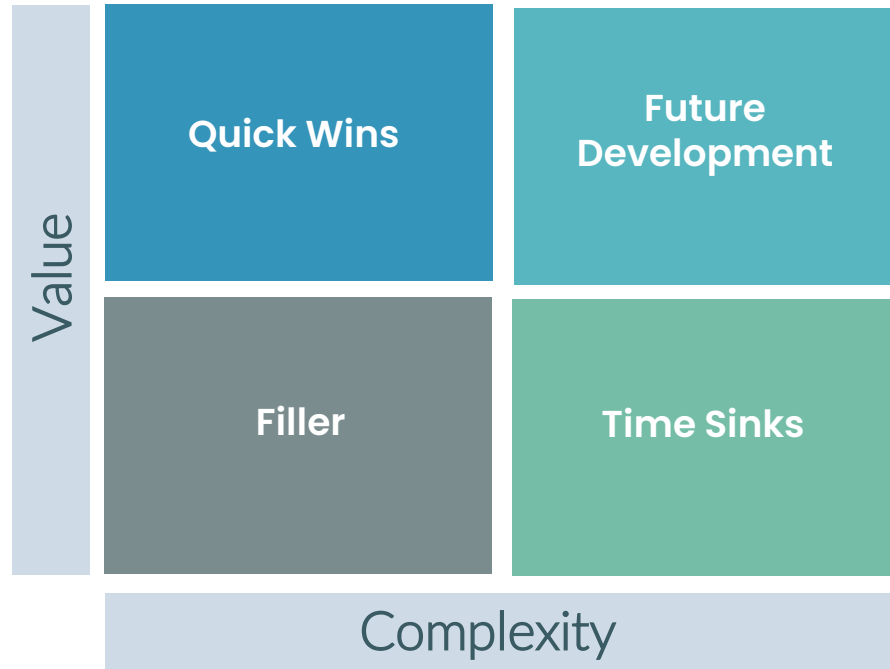 Value
Quick Wins
Future
Development
Filler
Time Sinks
Complexity